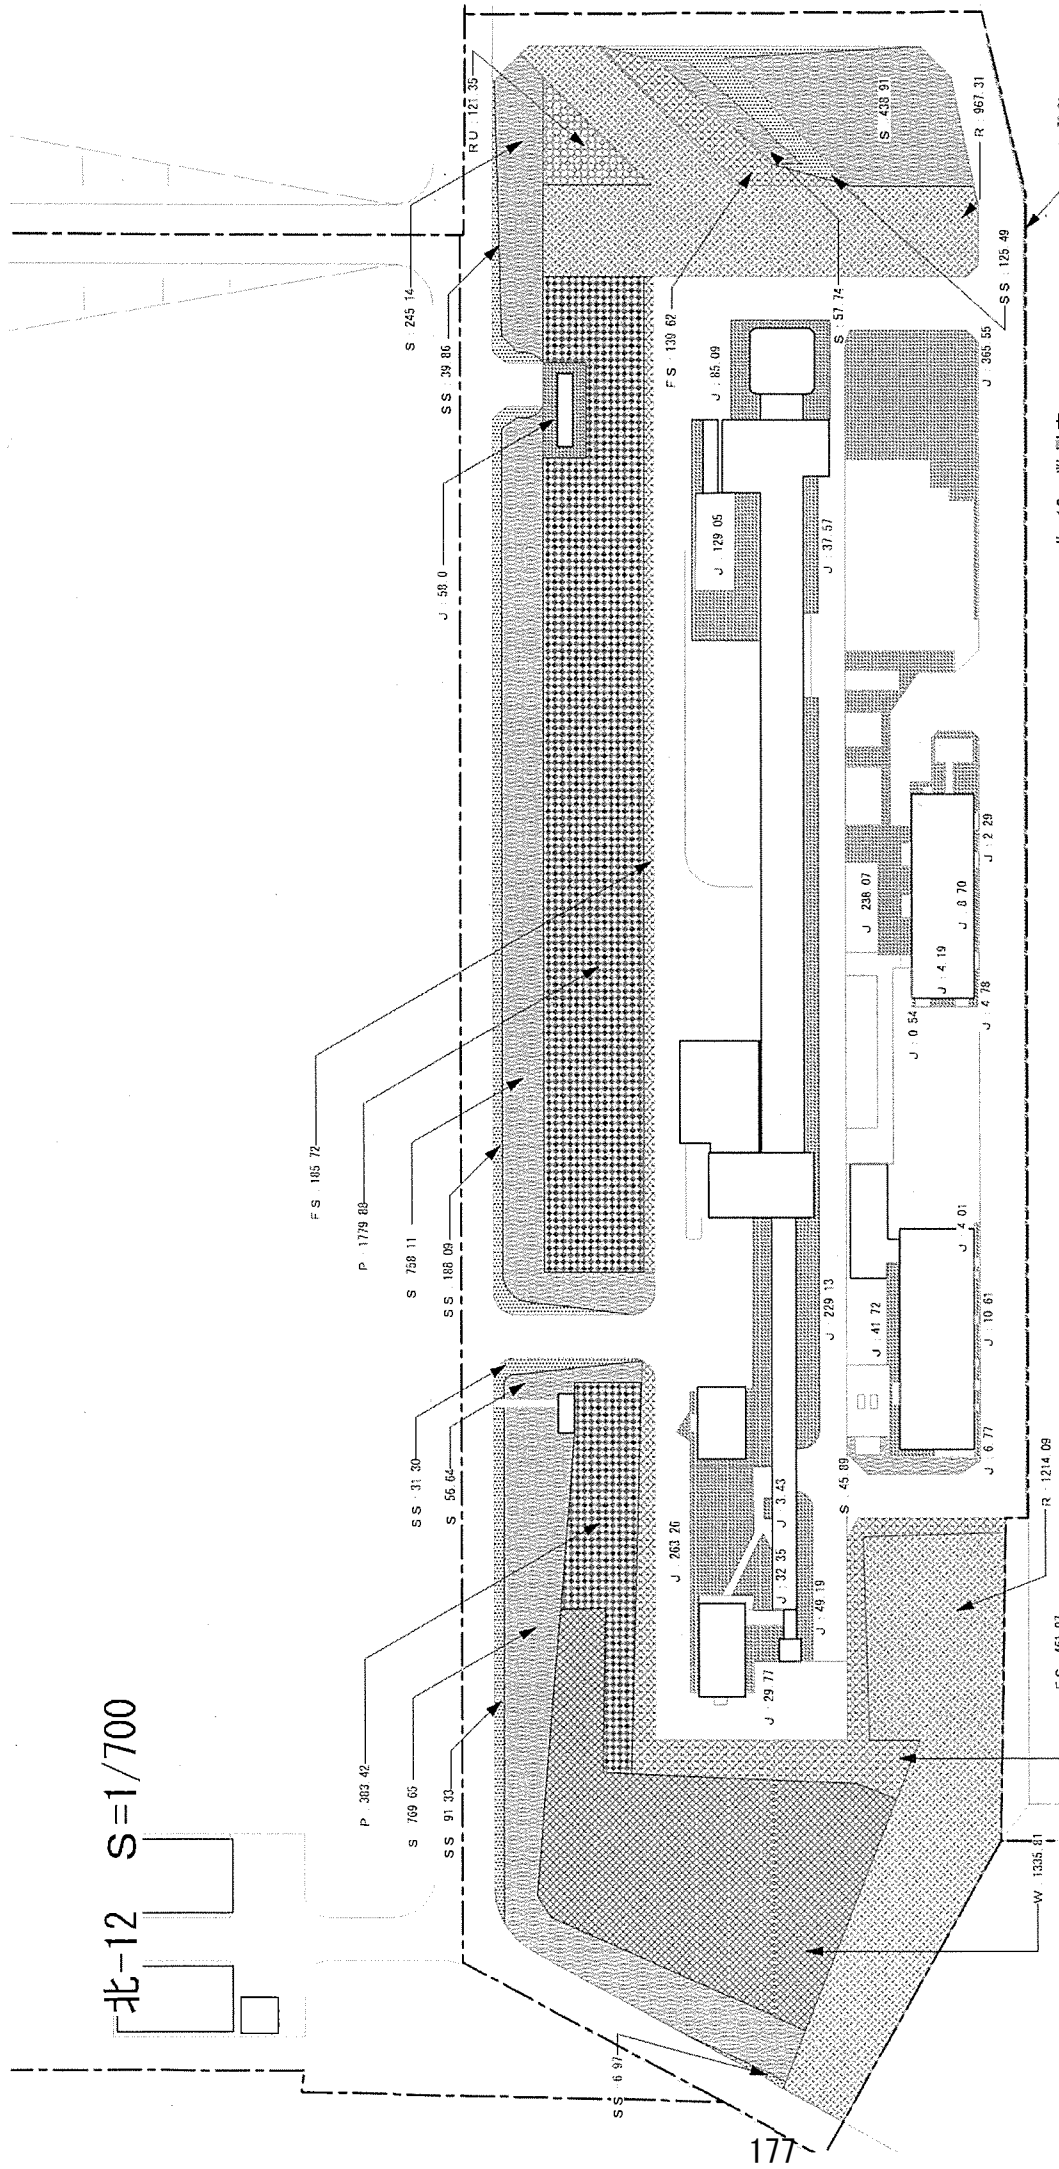 北-12 S=1/700
RU : 121.35
S : 245.14
SS : 39.86
J : 58.0
FS : 185.72
P : 1779.88
S : 758.11
SS : 188.09
SS : 31.30
S : 56.64
P : 383.42
S : 769.65
SS : 91.33
SS : 6.97
S : 438.91
R : 967.31
FS : 139.62
S : 57.74
SS : 125.49
J : 85.09
J : 129.05
J : 37.57
J : 365.55
J : 238.07
J : 2.29
J : 8.70
J : 4.19
J : 4.78
J : 0.54
J : 229.13
J : 41.72
J : 4.01
J : 10.61
J : 6.77
S : 45.89
J : 263.26
J : 3.43
J : 32.35
J : 49.19
J : 29.77
R : 1214.09
W : 1335.81
177